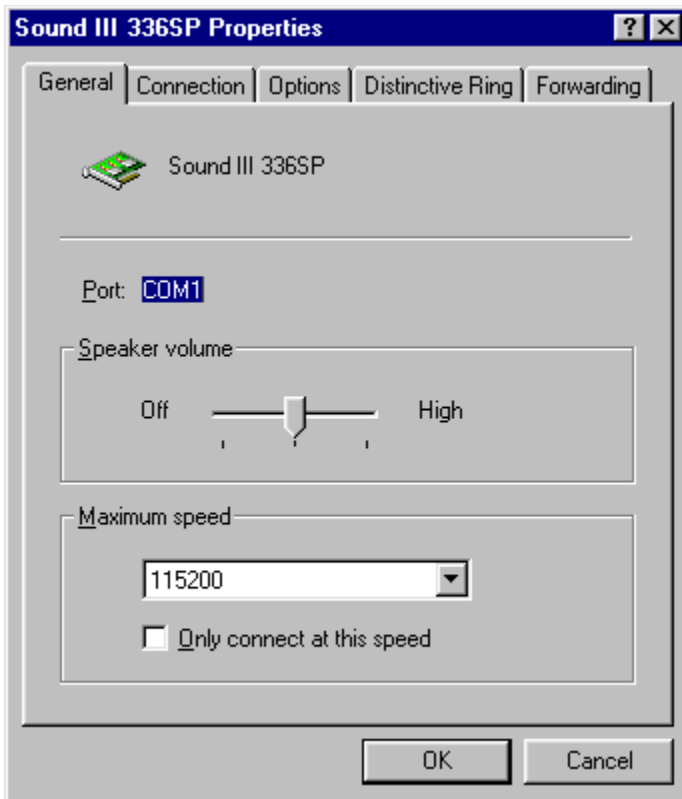 Sound III 336SP Properties
General Connection Options Distinctive Ring Forwarding
Sound III 336SP
Port: COM1
Speaker volume
Off High
Maximum speed
115200
Only connect at this speed
OK Cancel